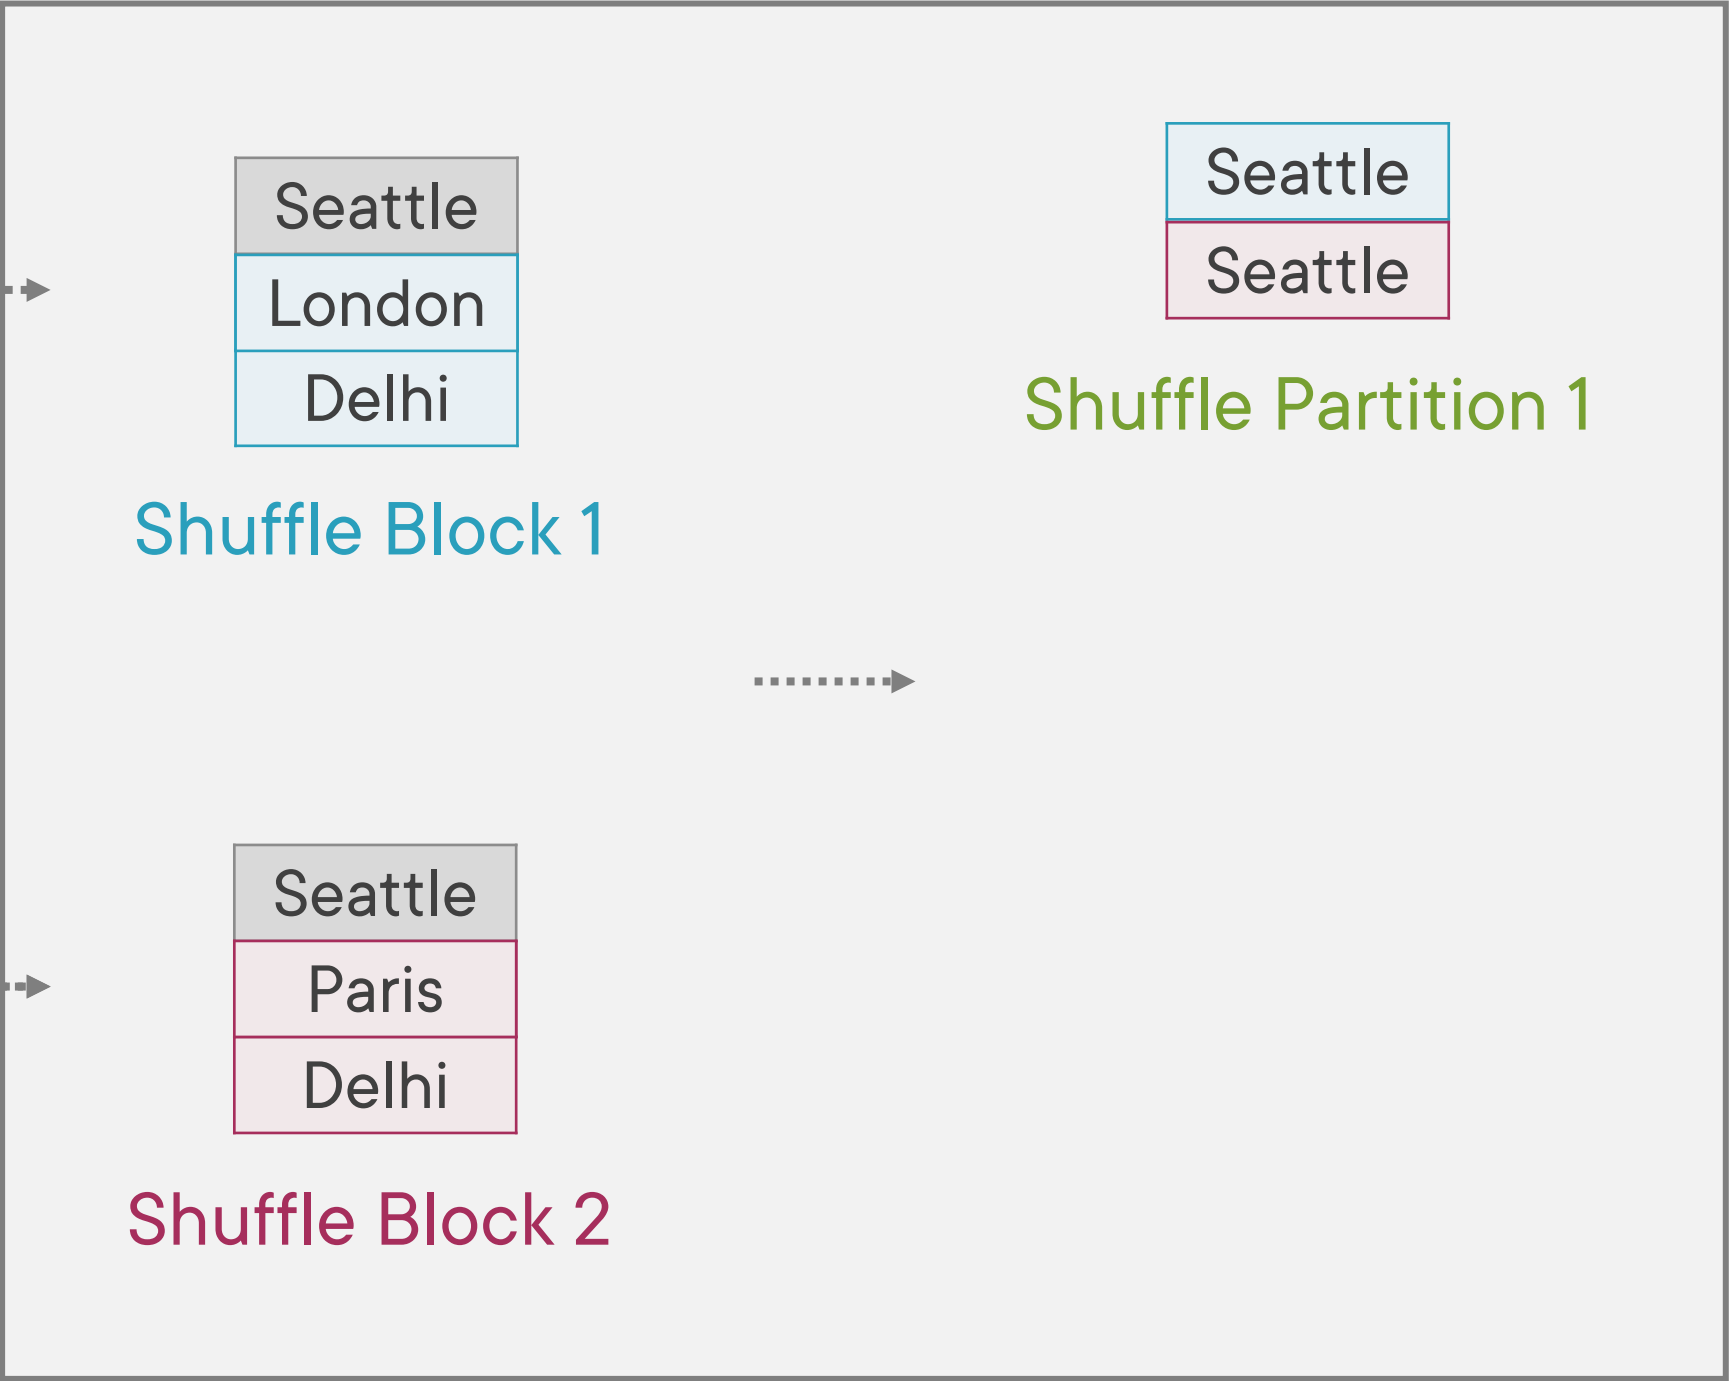 Seattle
London
Delhi
Shuffle Block 1
Seattle
Paris
Delhi
Shuffle Block 2
Seattle
Seattle
Shuffle Partition 1